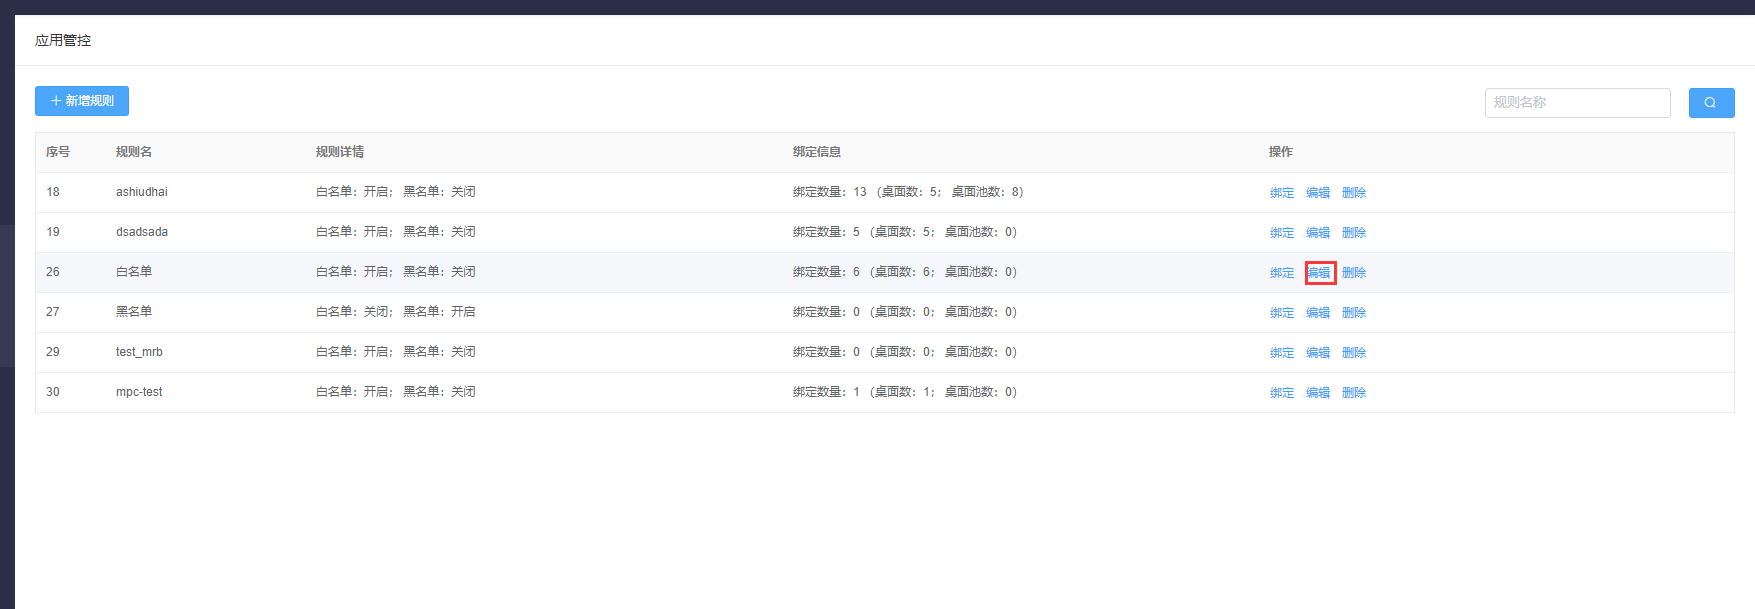 应用管控
新增规则
规则名称
序号 规则名 规则详情 绑定信息 操作
18 ashiudhai 白名单：开启； 黑名单：关闭 绑定数量：13 （桌面数：5； 桌面池数：8） 绑定 编辑 删除
19 dsadsada 白名单：开启； 黑名单：关闭 绑定数量：5 （桌面数：5； 桌面池数：0） 绑定 编辑 删除
26 白名单 白名单：开启； 黑名单：关闭 绑定数量：6 （桌面数：6； 桌面池数：0） 绑定 编辑 删除
27 黑名单 白名单：关闭； 黑名单：开启 绑定数量：0 （桌面数：0； 桌面池数：0） 绑定 编辑 删除
29 test_mrb 白名单：开启； 黑名单：关闭 绑定数量：0 （桌面数：0； 桌面池数：0） 绑定 编辑 删除
30 mpc-test 白名单：开启； 黑名单：关闭 绑定数量：1 （桌面数：1； 桌面池数：0） 绑定 编辑 删除